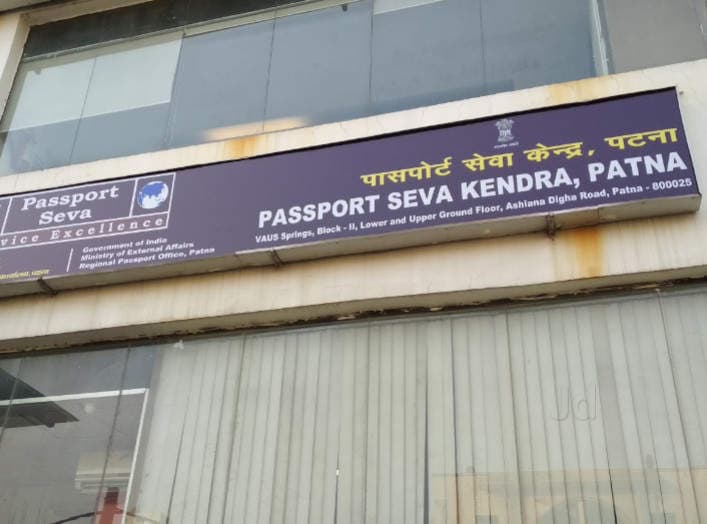 Passport
Seva
vice Excellence
Government of India
Ministry of External Affairs
Regional Passport Office, Patna
पासपोर्ट सेवा केन्द्र, पटना
PASSPORT SEVA KENDRA, PATNA
VAUS Springs, Block - II, Lower and Upper Ground Floor, Ashiana Digha Road, Patna - 800025
Jd